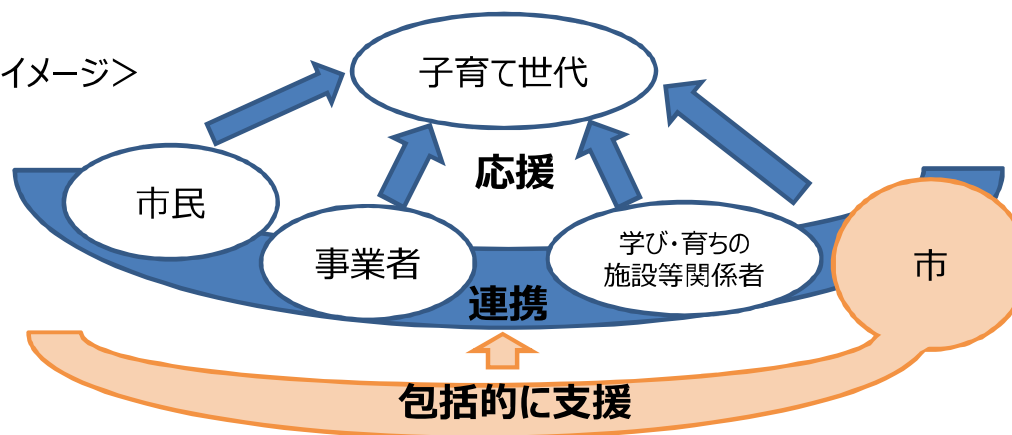 イメージ＞
子育て世代
応援
市民
事業者
学び・育ちの
施設等関係者
市
連携
包括的に支援